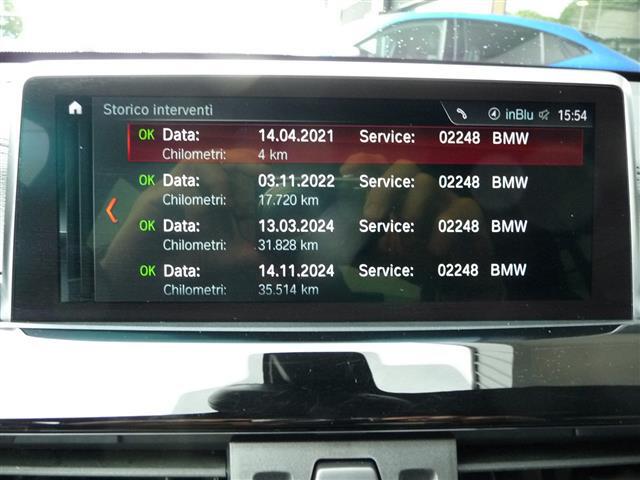 Storico interventi inBlu 15:54
OK Data: 14.04.2021 Service: 02248 BMW
Chilometri: 4 km
OK Data: 03.11.2022 Service: 02248 BMW
Chilometri: 17.720 km
OK Data: 13.03.2024 Service: 02248 BMW
Chilometri: 31.828 km
OK Data: 14.11.2024 Service: 02248 BMW
Chilometri: 35.514 km